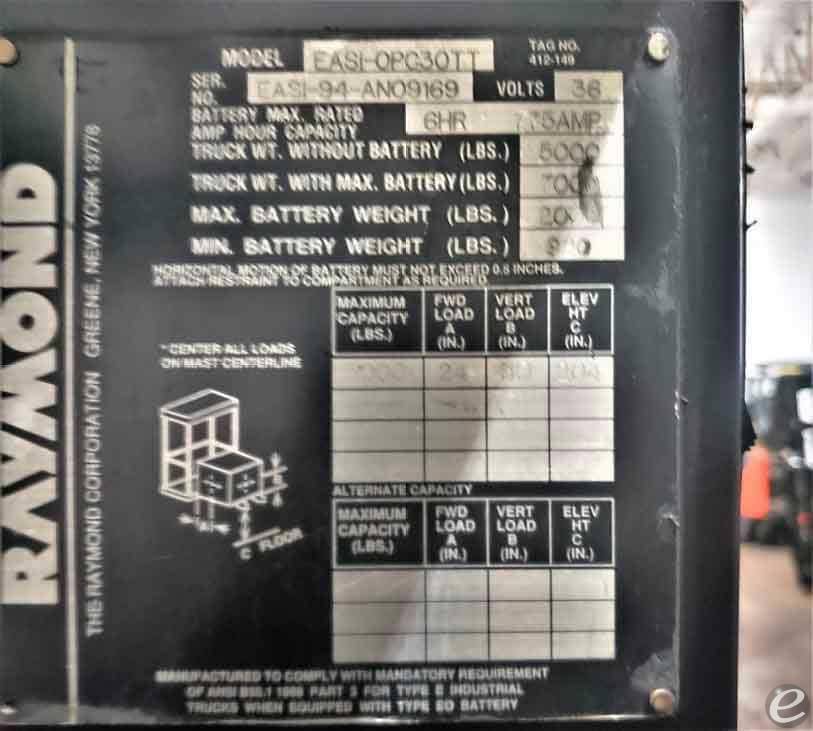 RAYMOND
THE RAYMOND CORPORATION GREENE, NEW YORK 13778
MODEL EASI-OPC30TT
TAG NO.
412-149
SER. NO. EASI-94-AN09169 VOLTS 36
BATTERY MAX. RATED
AMP HOUR CAPACITY 6HR 775AMP
TRUCK WT. WITHOUT BATTERY (LBS.) 5000
TRUCK WT. WITH MAX. BATTERY (LBS.)
MAX. BATTERY WEIGHT (LBS.)
MIN. BATTERY WEIGHT (LBS.)
HORIZONTAL MOTION OF BATTERY MUST NOT EXCEED 0.5 INCHES.
ATTACH RESTRAINT TO COMPARTMENT AS REQUIRED.
MAXIMUM CAPACITY (LBS.) FWD LOAD A (IN.) VERT LOAD B (IN.) ELEV HT C (IN.)
24 204
* CENTER ALL LOADS
ON MAST CENTERLINE
A
C FLOOR
ALTERNATE CAPACITY
MAXIMUM CAPACITY (LBS.) FWD LOAD A (IN.) VERT LOAD B (IN.) ELEV HT C (IN.)
MANUFACTURED TO COMPLY WITH MANDATORY REQUIREMENT
OF ANSI B56.1 1988 PART 3 FOR TYPE E INDUSTRIAL
TRUCKS WHEN EQUIPPED WITH TYPE EO BATTERY
e